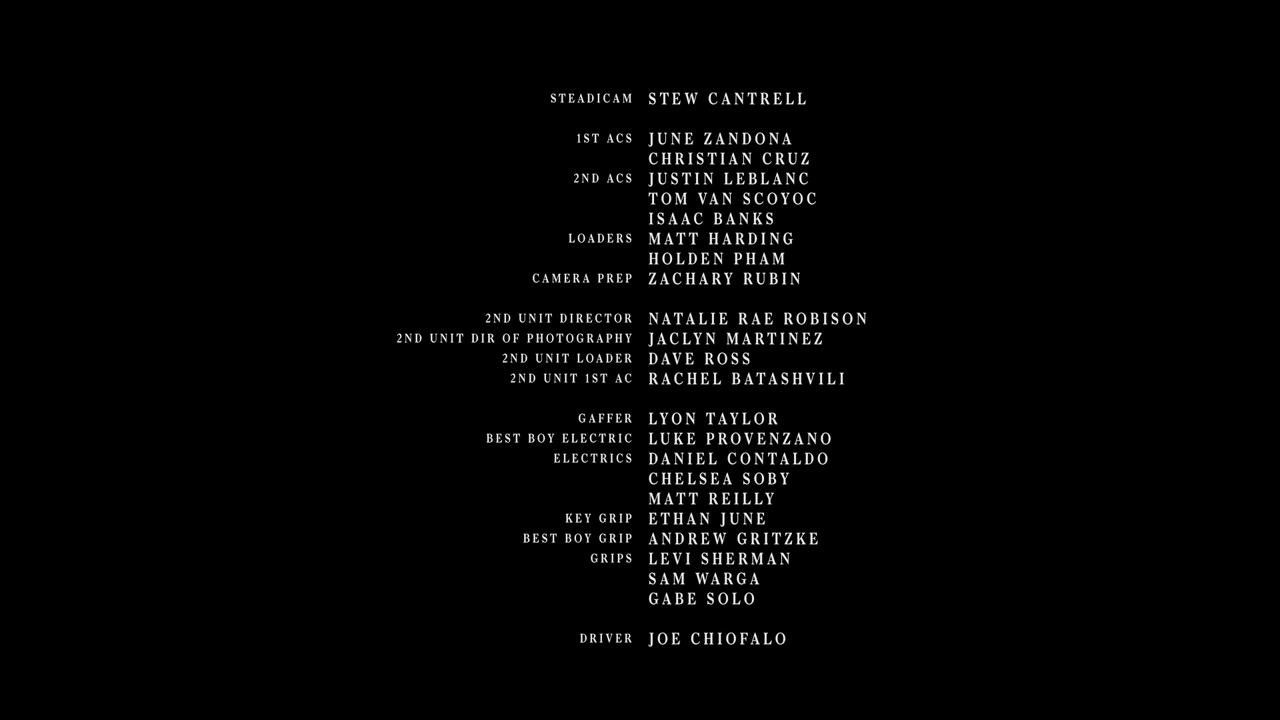 STEADICAM STEW CANTRELL
1ST ACS JUNE ZANDONA
CHRISTIAN CRUZ
2ND ACS JUSTIN LEBLANC
TOM VAN SCOYOC
ISAAC BANKS
LOADERS MATT HARDING
HOLDEN PHAM
CAMERA PREP ZACHARY RUBIN
2ND UNIT DIRECTOR NATALIE RAE ROBISON
2ND UNIT DIR OF PHOTOGRAPHY JACLYN MARTINEZ
2ND UNIT LOADER DAVE ROSS
2ND UNIT 1ST AC RACHEL BATASHVILI
GAFFER LYON TAYLOR
BEST BOY ELECTRIC LUKE PROVENZANO
ELECTRICS DANIEL CONTALDO
CHELSEA SOBY
MATT REILLY
KEY GRIP ETHAN JUNE
BEST BOY GRIP ANDREW GRITZKE
GRIPS LEVI SHERMAN
SAM WARGA
GABE SOLO
DRIVER JOE CHIOFALO